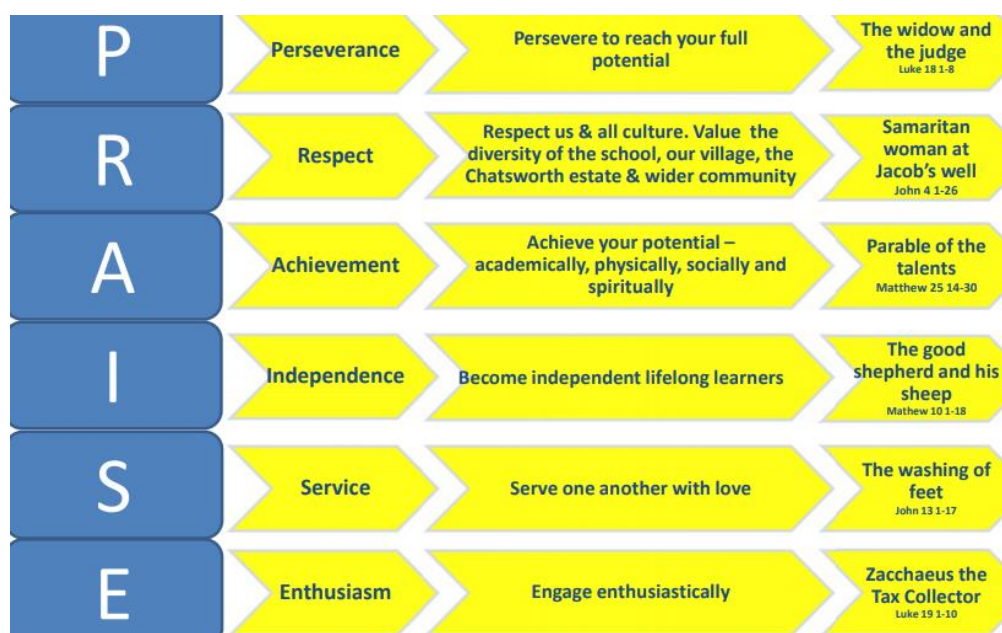 P
Perseverance
Persevere to reach your full
potential
The widow and
the judge
Luke 18 1-8
R
Respect
Respect us & all culture. Value the
diversity of the school, our village, the
Chatsworth estate & wider community
Samaritan
woman at
Jacob's well
John 4 1-26
A
Achievement
Achieve your potential –
academically, physically, socially and
spiritually
Parable of the
talents
Matthew 25 14-30
I
Independence
Become independent lifelong learners
The good
shepherd and his
sheep
Mathew 10 1-18
S
Service
Serve one another with love
The washing of
feet
John 13 1-17
E
Enthusiasm
Engage enthusiastically
Zacchaeus the
Tax Collector
Luke 19 1-10